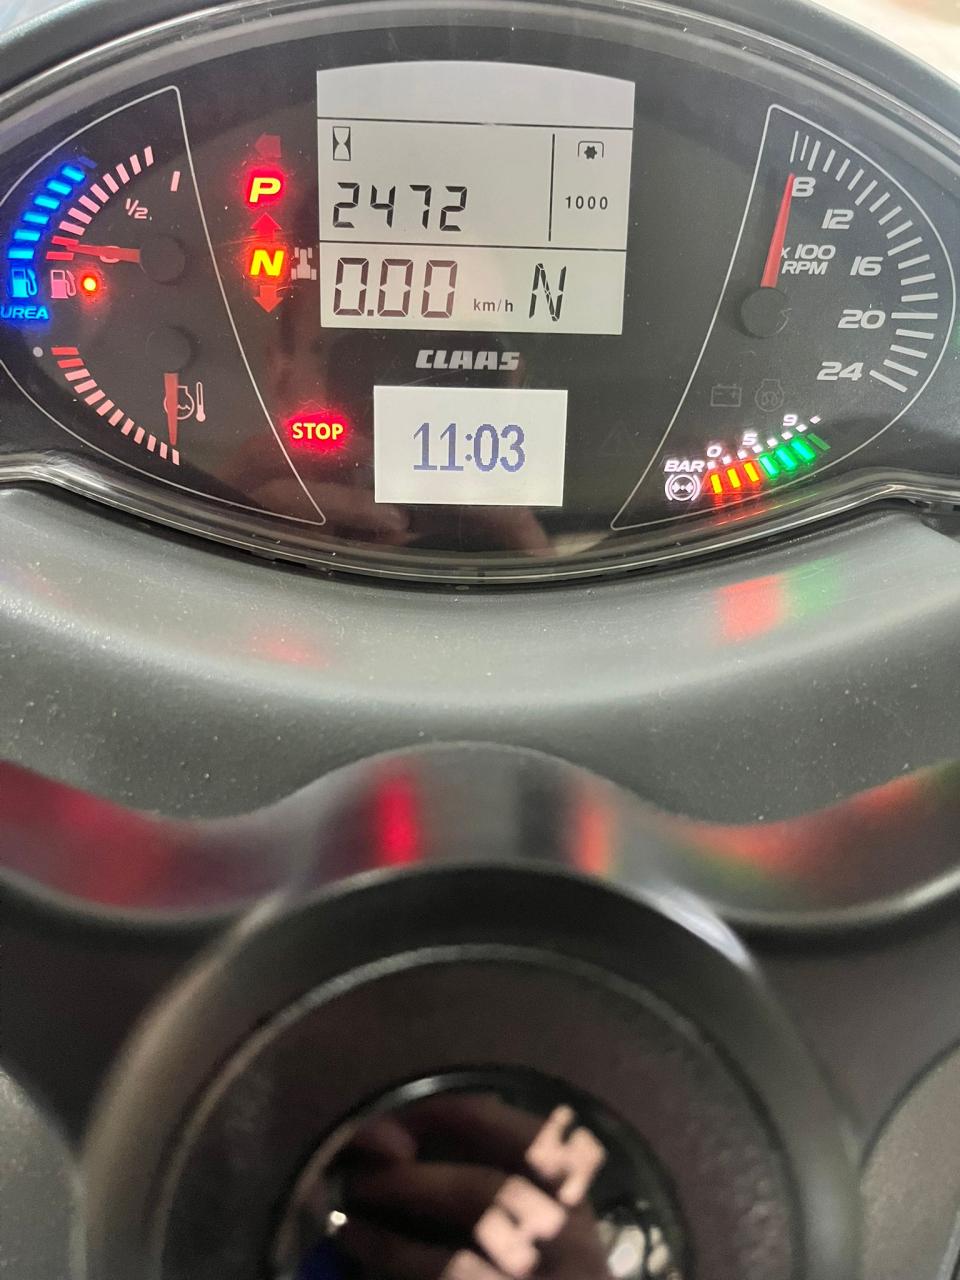 1/2
1
P
N
UREA
2472
1000
0.00 km/h N
CLAAS
STOP
11:03
8
12
x 100
RPM
16
20
24
BAR 0 5 9